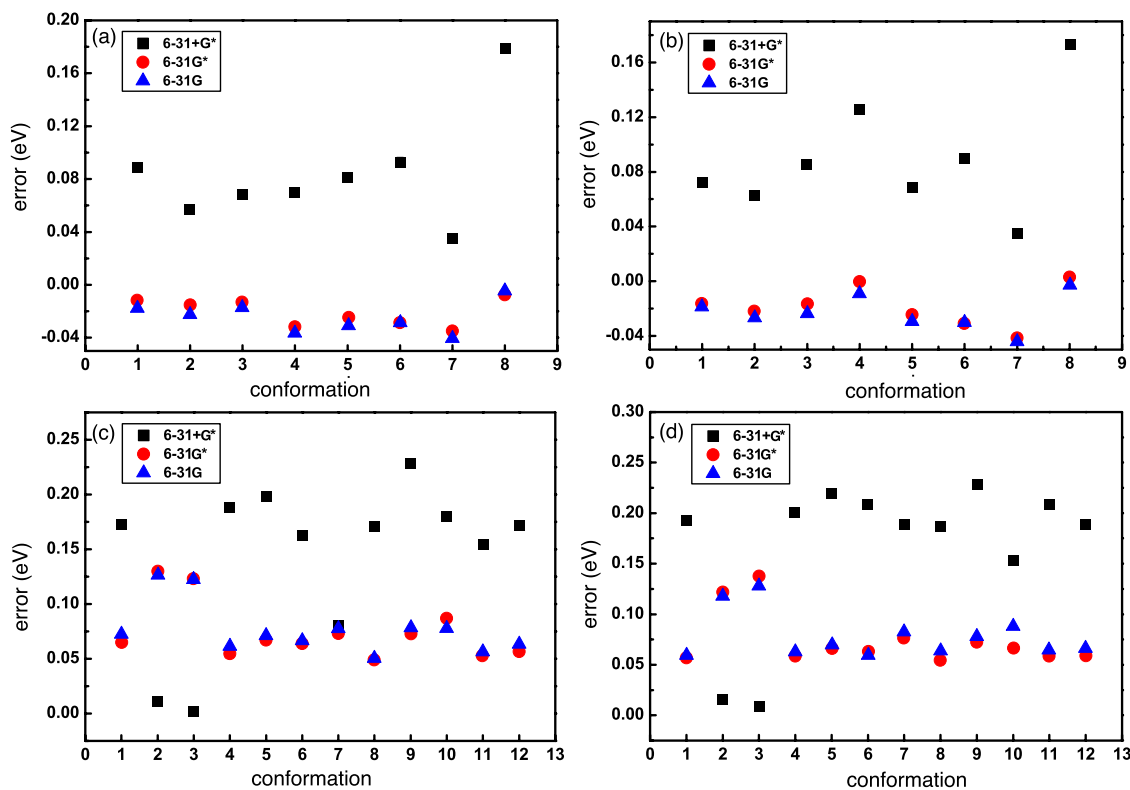 (a)
6-31+G*
6-31G*
6-31G
error (eV)
0.20
0.16
0.12
0.08
0.04
0.00
-0.04
0 1 2 3 4 5 6 7 8 9
conformation
(b)
6-31+G*
6-31G*
6-31G
error (eV)
0.16
0.12
0.08
0.04
0.00
-0.04
0 1 2 3 4 5 6 7 8 9
conformation
(c)
6-31+G*
6-31G*
6-31G
error (eV)
0.25
0.20
0.15
0.10
0.05
0.00
0 1 2 3 4 5 6 7 8 9 10 11 12 13
conformation
(d)
6-31+G*
6-31G*
6-31G
error (eV)
0.30
0.25
0.20
0.15
0.10
0.05
0.00
0 1 2 3 4 5 6 7 8 9 10 11 12 13
conformation